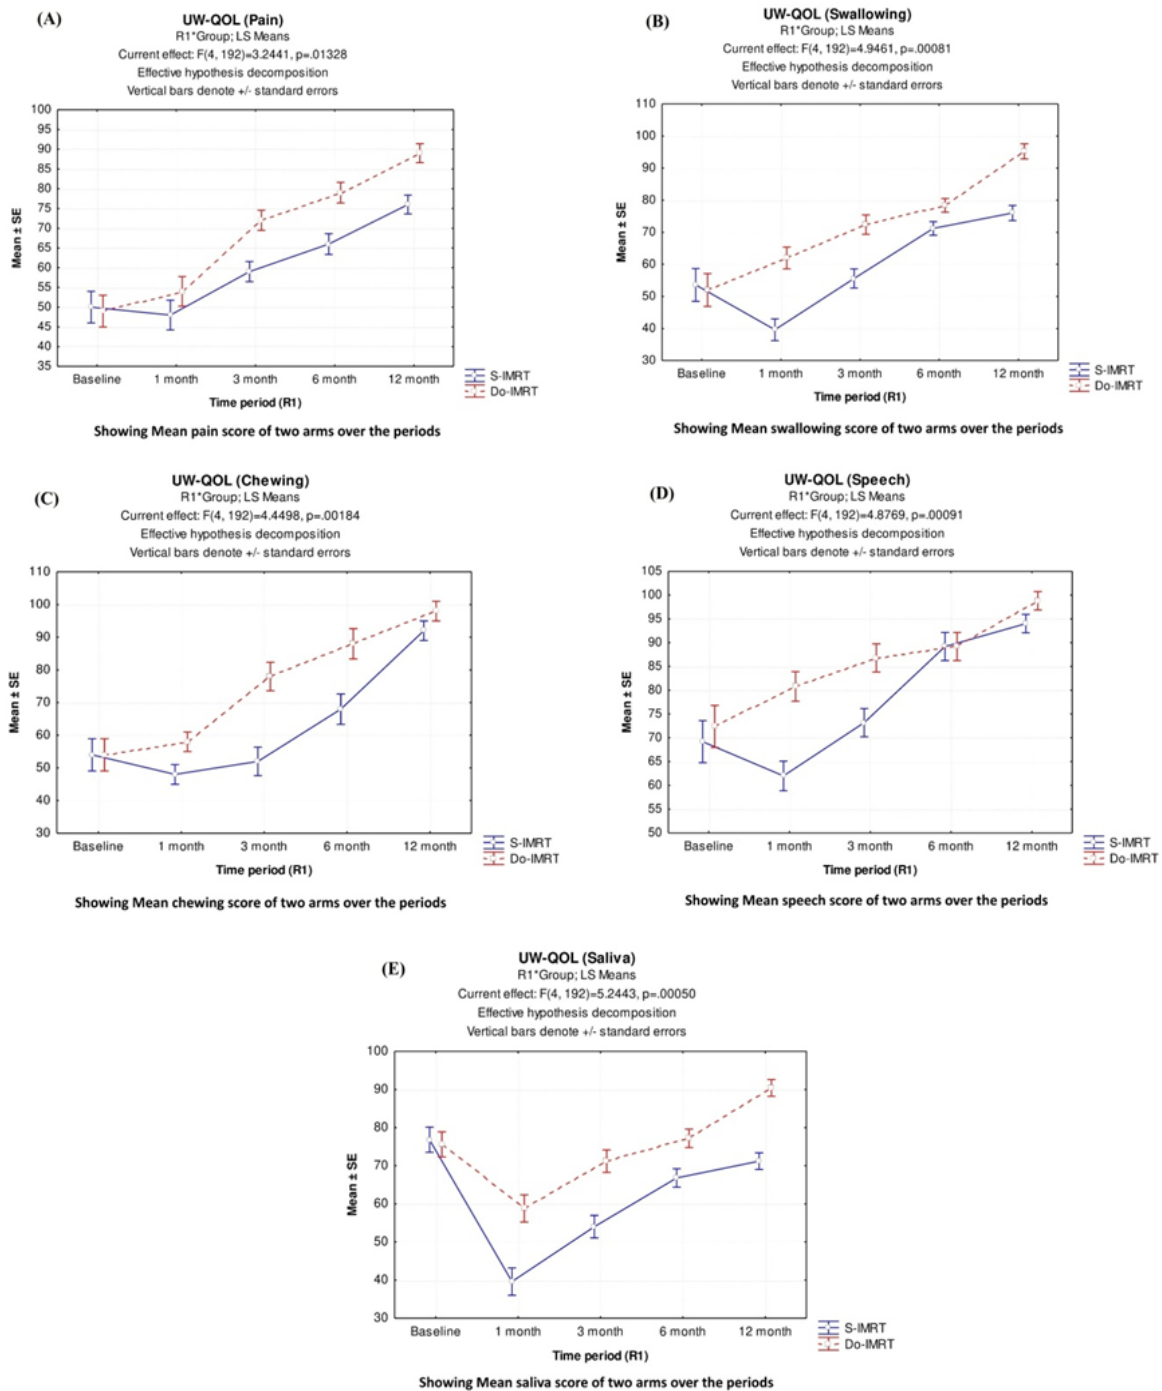 (A)
UW-QOL (Pain)
R1*Group; LS Means
Current effect: F(4, 192)=3.2441, p=.01328
Effective hypothesis decomposition
Vertical bars denote +/- standard errors
100
95
90
85
80
75
70
65
60
55
50
45
40
35
Mean ± SE
Baseline 1 month 3 month 6 month 12 month
Time period (R1)
S-IMRT
Do-IMRT
Showing Mean pain score of two arms over the periods
(B)
UW-QOL (Swallowing)
R1*Group; LS Means
Current effect: F(4, 192)=4.9461, p=.00081
Effective hypothesis decomposition
Vertical bars denote +/- standard errors
110
100
90
80
70
60
50
40
30
Mean ± SE
Baseline 1 month 3 month 6 month 12 month
Time period (R1)
S-IMRT
Do-IMRT
Showing Mean swallowing score of two arms over the periods
(C)
UW-QOL (Chewing)
R1*Group; LS Means
Current effect: F(4, 192)=4.4498, p=.00184
Effective hypothesis decomposition
Vertical bars denote +/- standard errors
110
100
90
80
70
60
50
40
30
Mean ± SE
Baseline 1 month 3 month 6 month 12 month
Time period (R1)
S-IMRT
Do-IMRT
Showing Mean chewing score of two arms over the periods
(D)
UW-QOL (Speech)
R1*Group; LS Means
Current effect: F(4, 192)=4.8769, p=.00091
Effective hypothesis decomposition
Vertical bars denote +/- standard errors
105
100
95
90
85
80
75
70
65
60
55
50
Mean ± SE
Baseline 1 month 3 month 6 month 12 month
Time period (R1)
S-IMRT
Do-IMRT
Showing Mean speech score of two arms over the periods
(E)
UW-QOL (Saliva)
R1*Group; LS Means
Current effect: F(4, 192)=5.2443, p=.00050
Effective hypothesis decomposition
Vertical bars denote +/- standard errors
100
90
80
70
60
50
40
30
Mean ± SE
Baseline 1 month 3 month 6 month 12 month
Time period (R1)
S-IMRT
Do-IMRT
Showing Mean saliva score of two arms over the periods